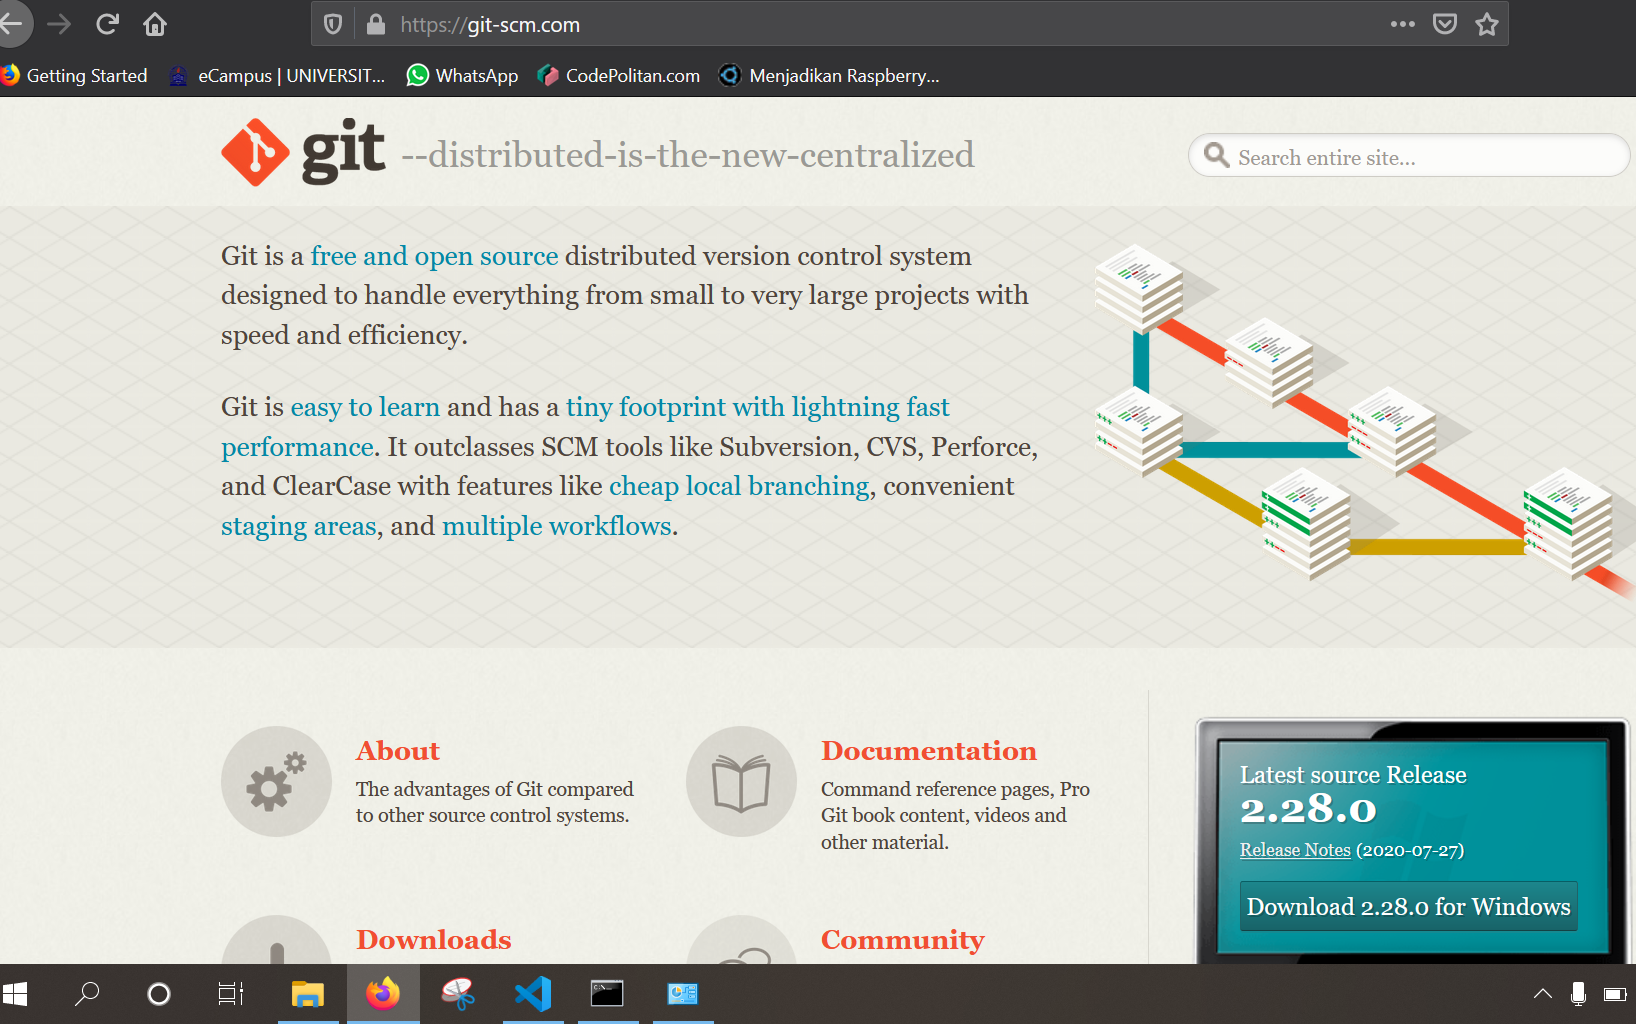 https://git-scm.com
Getting Started
eCampus | UNIVERSIT...
WhatsApp
CodePolitan.com
Menjadikan Raspberry...
git --distributed-is-the-new-centralized
Search entire site...
Git is a free and open source distributed version control system
designed to handle everything from small to very large projects with
speed and efficiency.
Git is easy to learn and has a tiny footprint with lightning fast
performance. It outclasses SCM tools like Subversion, CVS, Perforce,
and ClearCase with features like cheap local branching, convenient
staging areas, and multiple workflows.
About
The advantages of Git compared
to other source control systems.
Documentation
Command reference pages, Pro
Git book content, videos and
other material.
Downloads
Community
Latest source Release
2.28.0
Release Notes (2020-07-27)
Download 2.28.0 for Windows